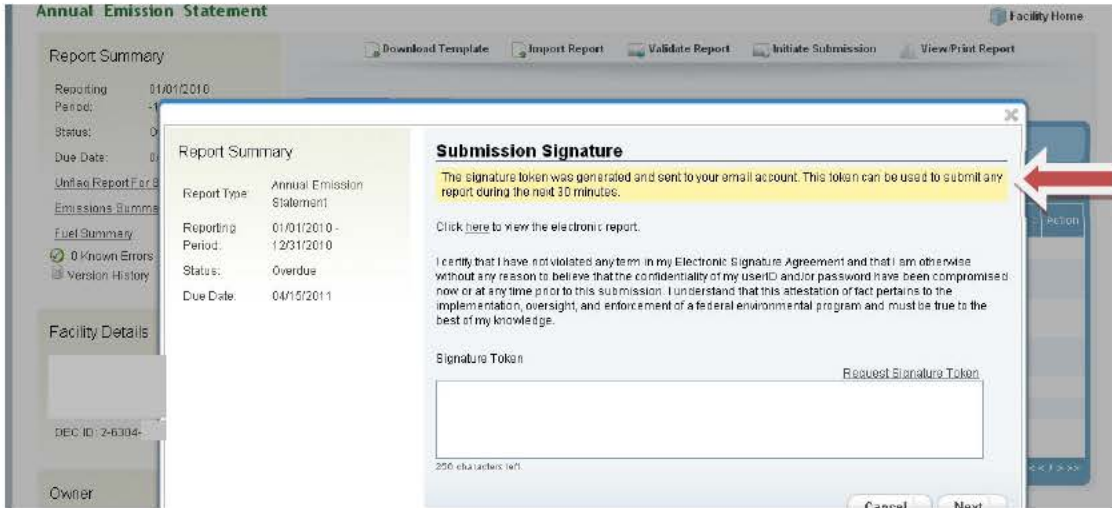 Annual Emission Statement
Facility Home
Download Template Import Report Validate Report Initiate Submission View/Print Report
Report Summary
Reporting Period: 01/01/2010
-1
Status: O
Due Date:
Unflag Report For
Emissions Summa
Fuel Summary
0 Known Errors
Version History
Facility Details
DEC ID: 2-6304-
Owner
Action
Report Summary
Report Type: Annual Emission Statement
Reporting Period: 01/01/2010 - 12/31/2010
Status: Overdue
Due Date: 04/15/2011
Submission Signature
The signature token was generated and sent to your email account. This token can be used to submit any
report during the next 30 minutes.
Click here to view the electronic report.
I certify that I have not violated any term in my Electronic Signature Agreement and that I am otherwise
without any reason to believe that the confidentiality of my userID and/or password have been compromised
now or at any time prior to this submission. I understand that this attestation of fact pertains to the
implementation, oversight, and enforcement of a federal environmental program and must be true to the
best of my knowledge.
Signature Token
Request Signature Token
250 characters left.
Cancel Next